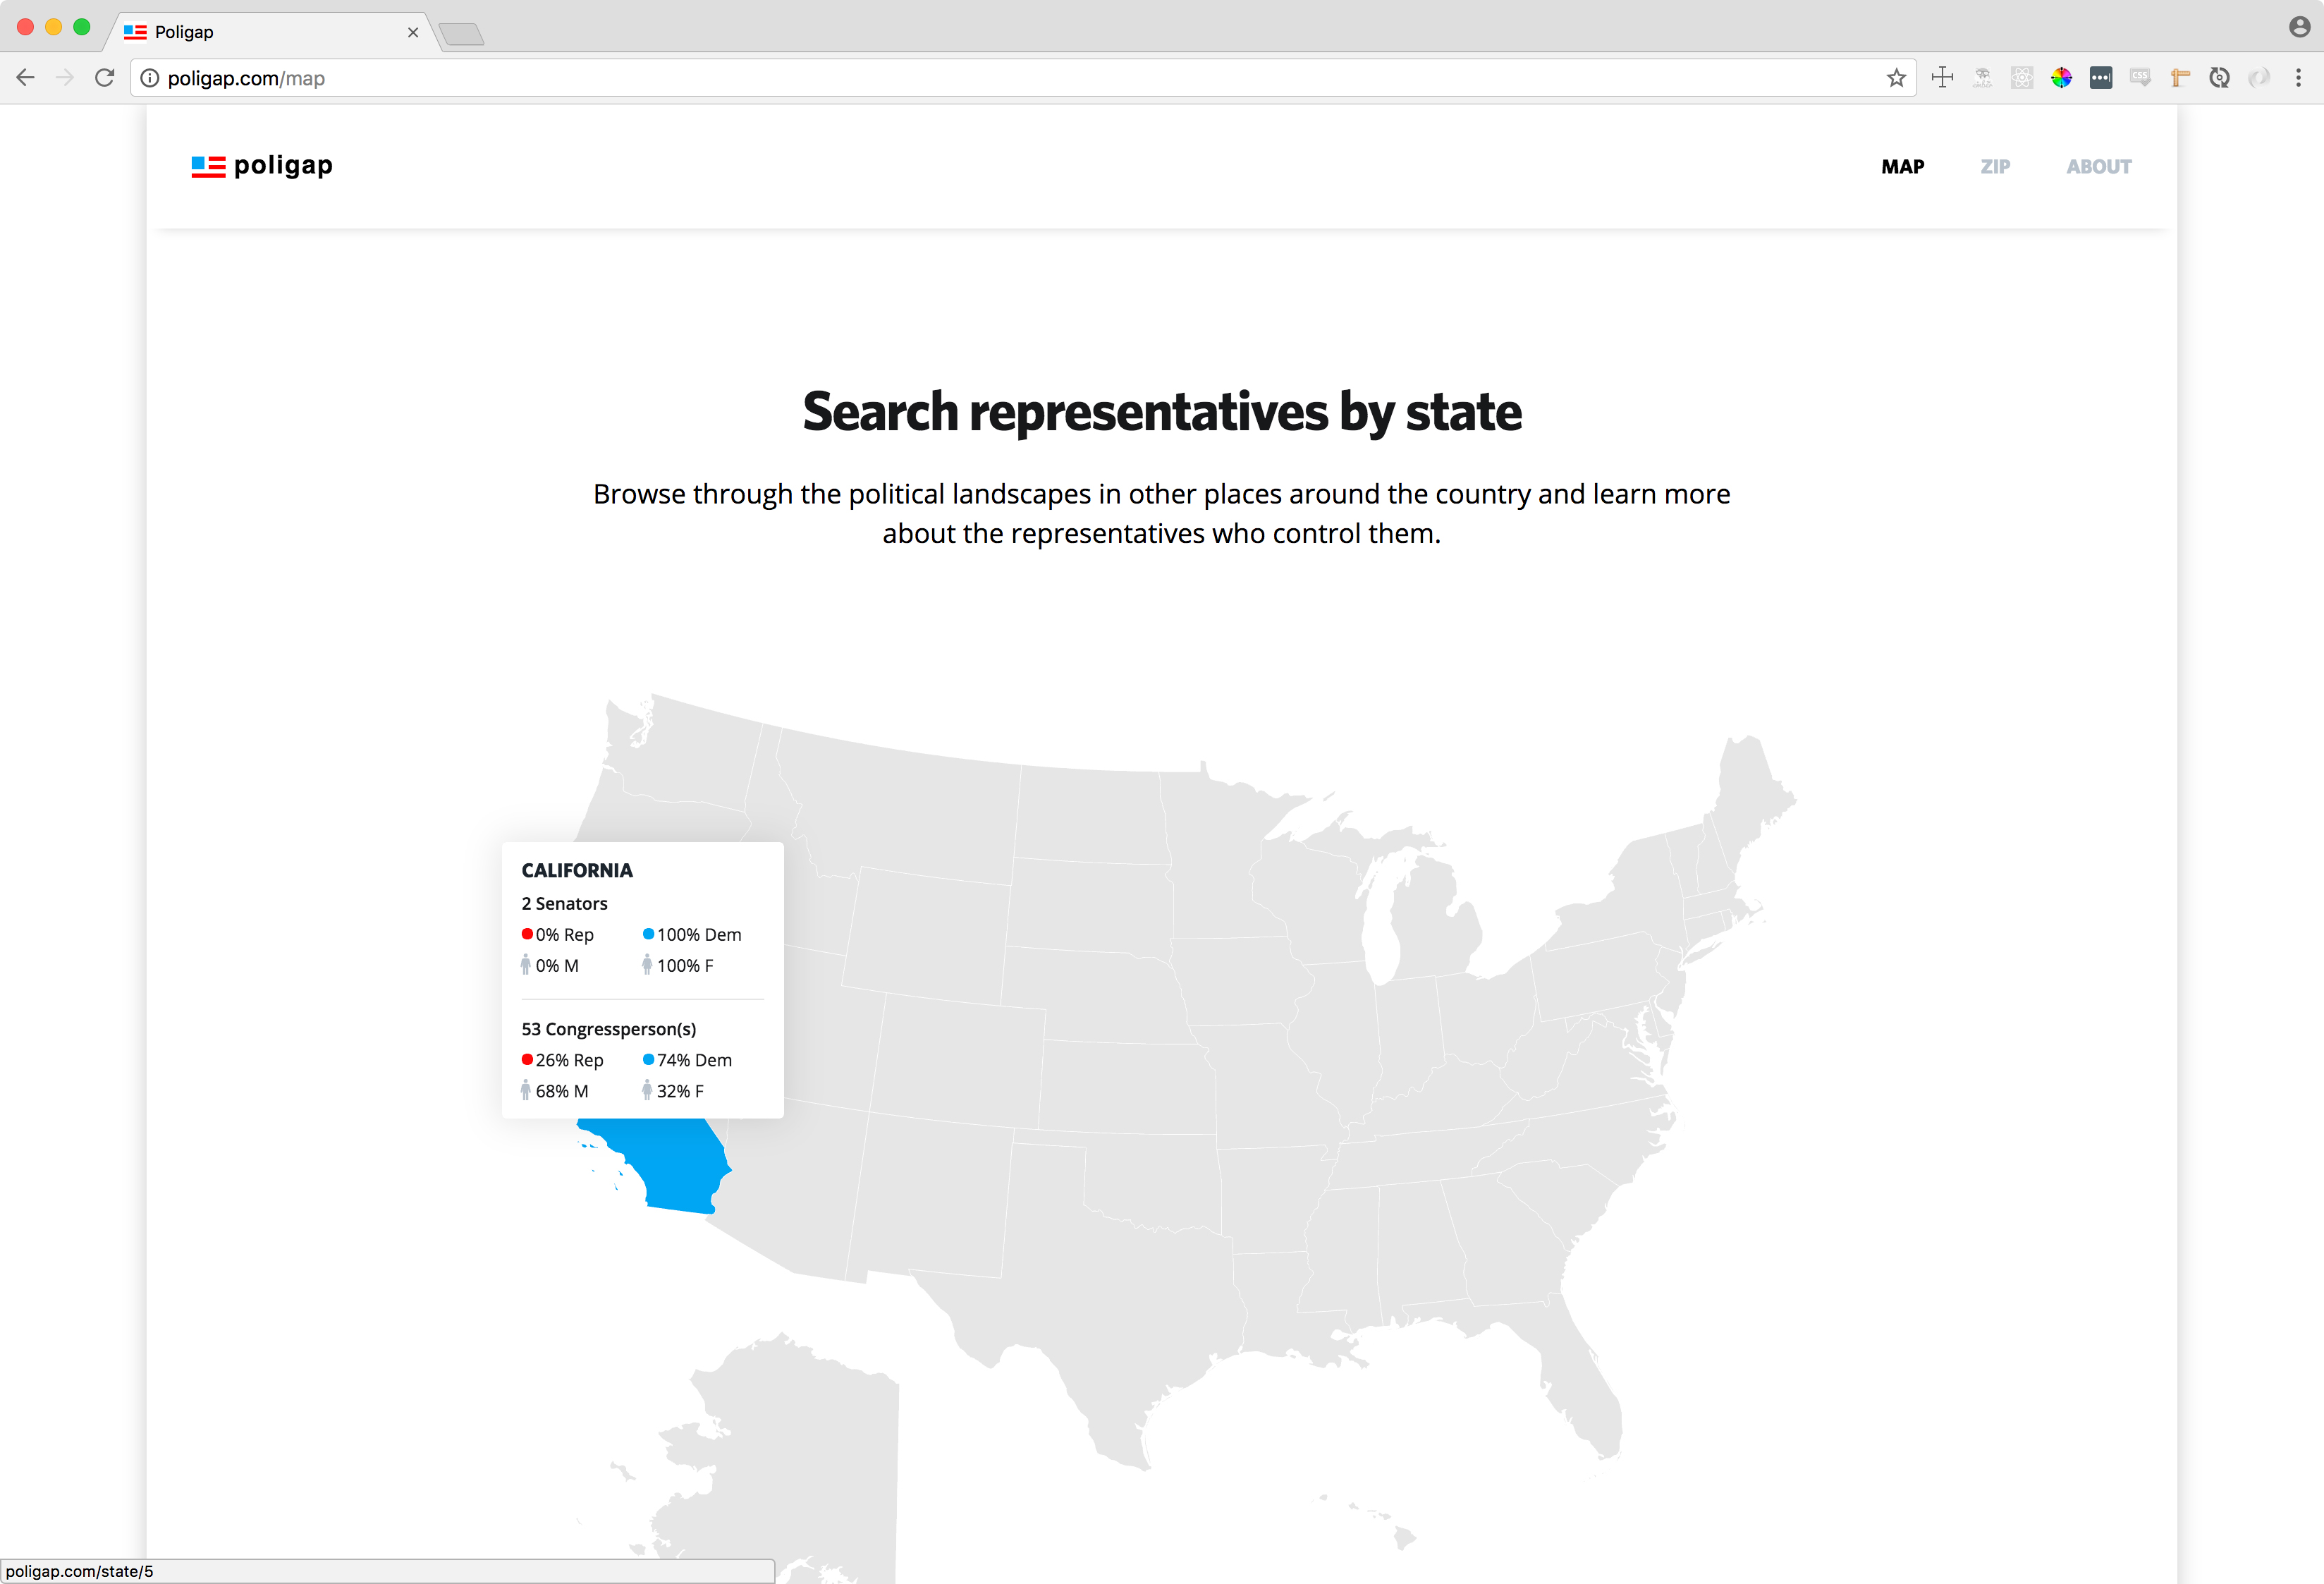 Poligap
poligap.com/map
poligap
MAP ZIP ABOUT
Search representatives by state
Browse through the political landscapes in other places around the country and learn more
about the representatives who control them.
CALIFORNIA
2 Senators
0% Rep 100% Dem
0% M 100% F
53 Congressperson(s)
26% Rep 74% Dem
68% M 32% F
poligap.com/state/5